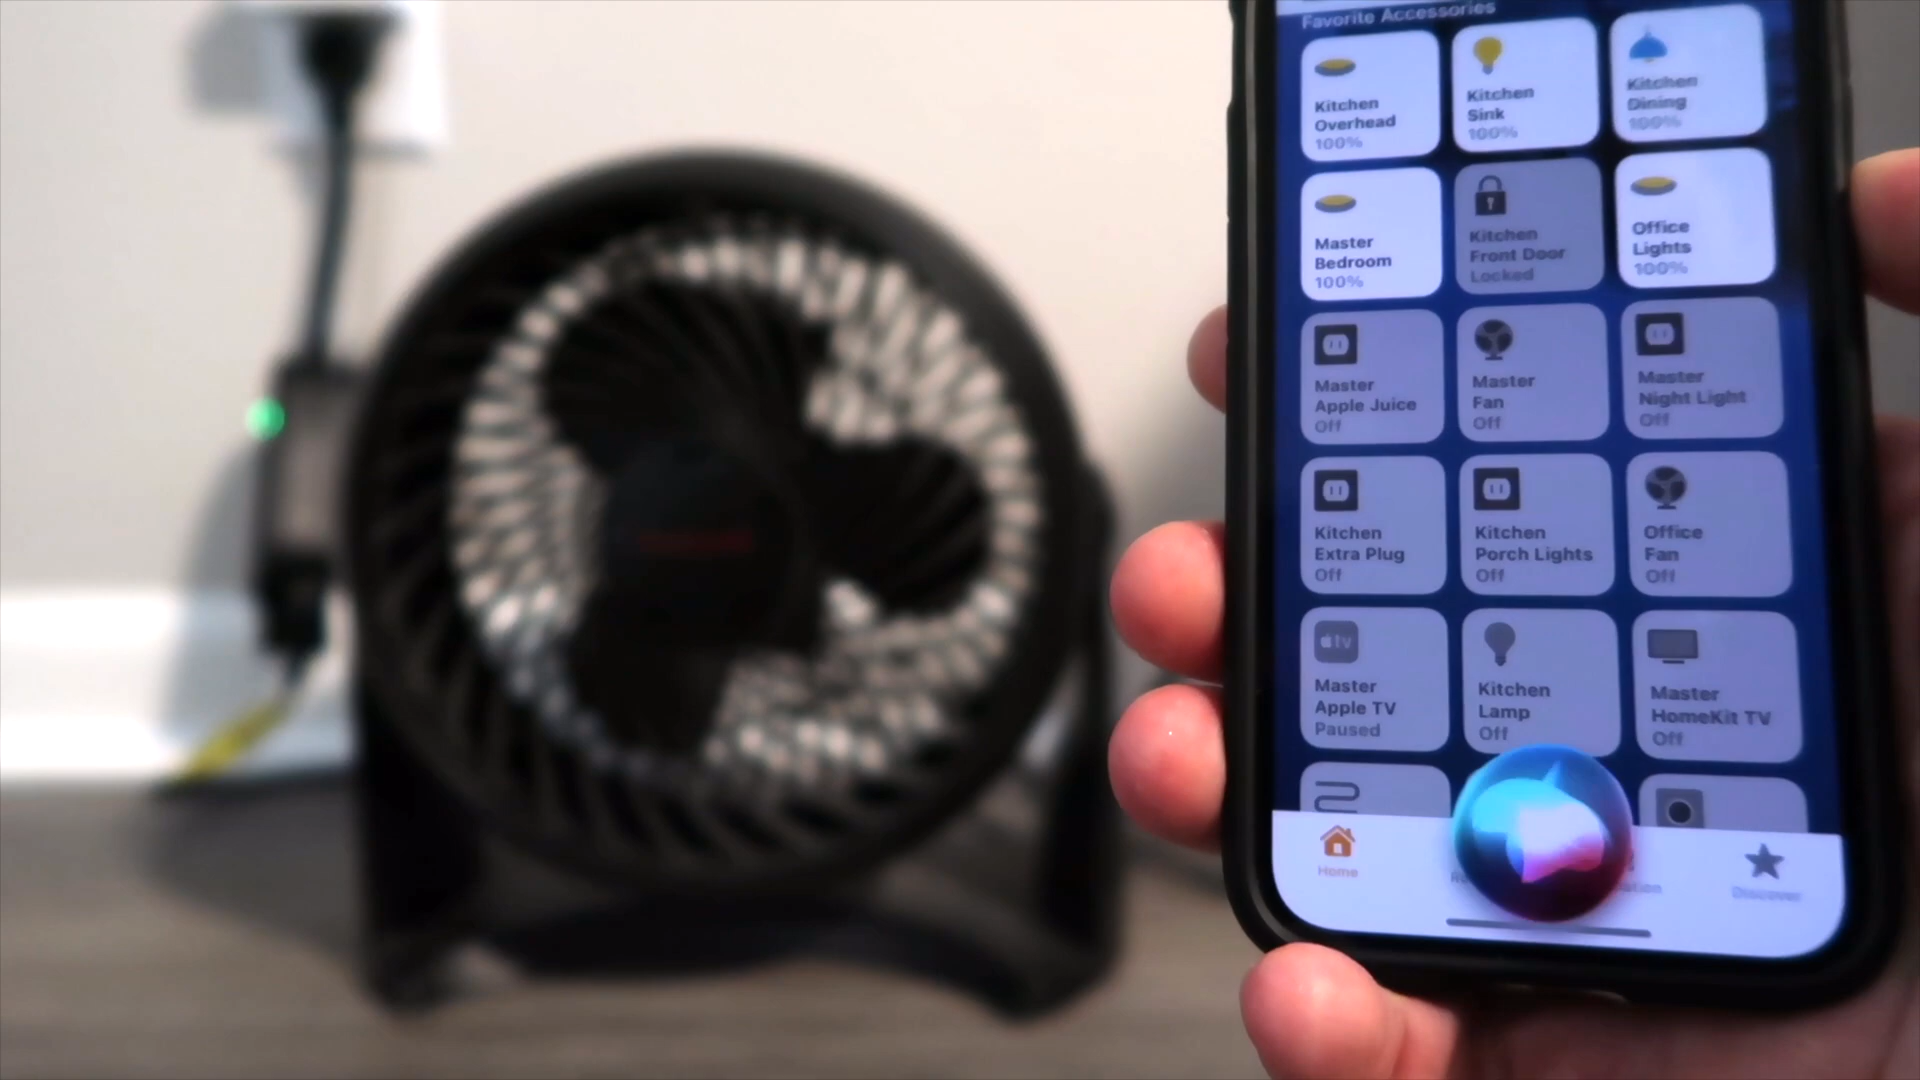 Favorite Accessories
Kitchen
Overhead
100%
Kitchen
Sink
100%
Kitchen
Dining
100%
Master
Bedroom
100%
Kitchen
Front Door
Locked
Office
Lights
100%
Master
Apple Juice
Off
Master
Fan
Off
Master
Night Light
Off
Kitchen
Extra Plug
Off
Kitchen
Porch Lights
Off
Office
Fan
Off
tv
Master
Apple TV
Paused
Kitchen
Lamp
Off
Master
HomeKit TV
Off
Home
Discover